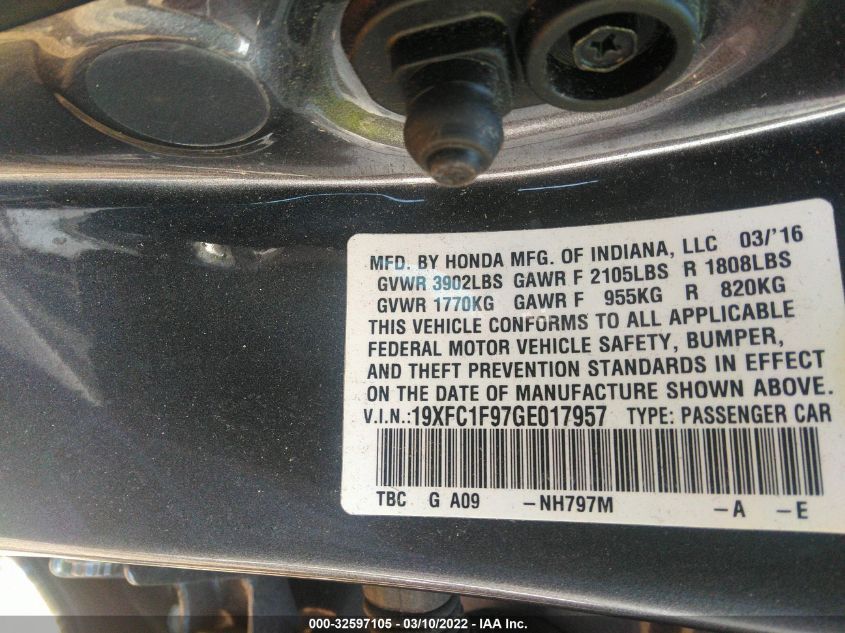 MFD. BY HONDA MFG. OF INDIANA, LLC 03/'16
GVWR 3902LBS GAWR F 2105LBS R 1808LBS
GVWR 1770KG GAWR F 955KG R 820KG
THIS VEHICLE CONFORMS TO ALL APPLICABLE
FEDERAL MOTOR VEHICLE SAFETY, BUMPER,
AND THEFT PREVENTION STANDARDS IN EFFECT
ON THE DATE OF MANUFACTURE SHOWN ABOVE.
V.I.N.:19XFC1F97GE017957 TYPE: PASSENGER CAR
TBC G A09 -NH797M -A -E
000-32597105 - 03/10/2022 - IAA Inc.